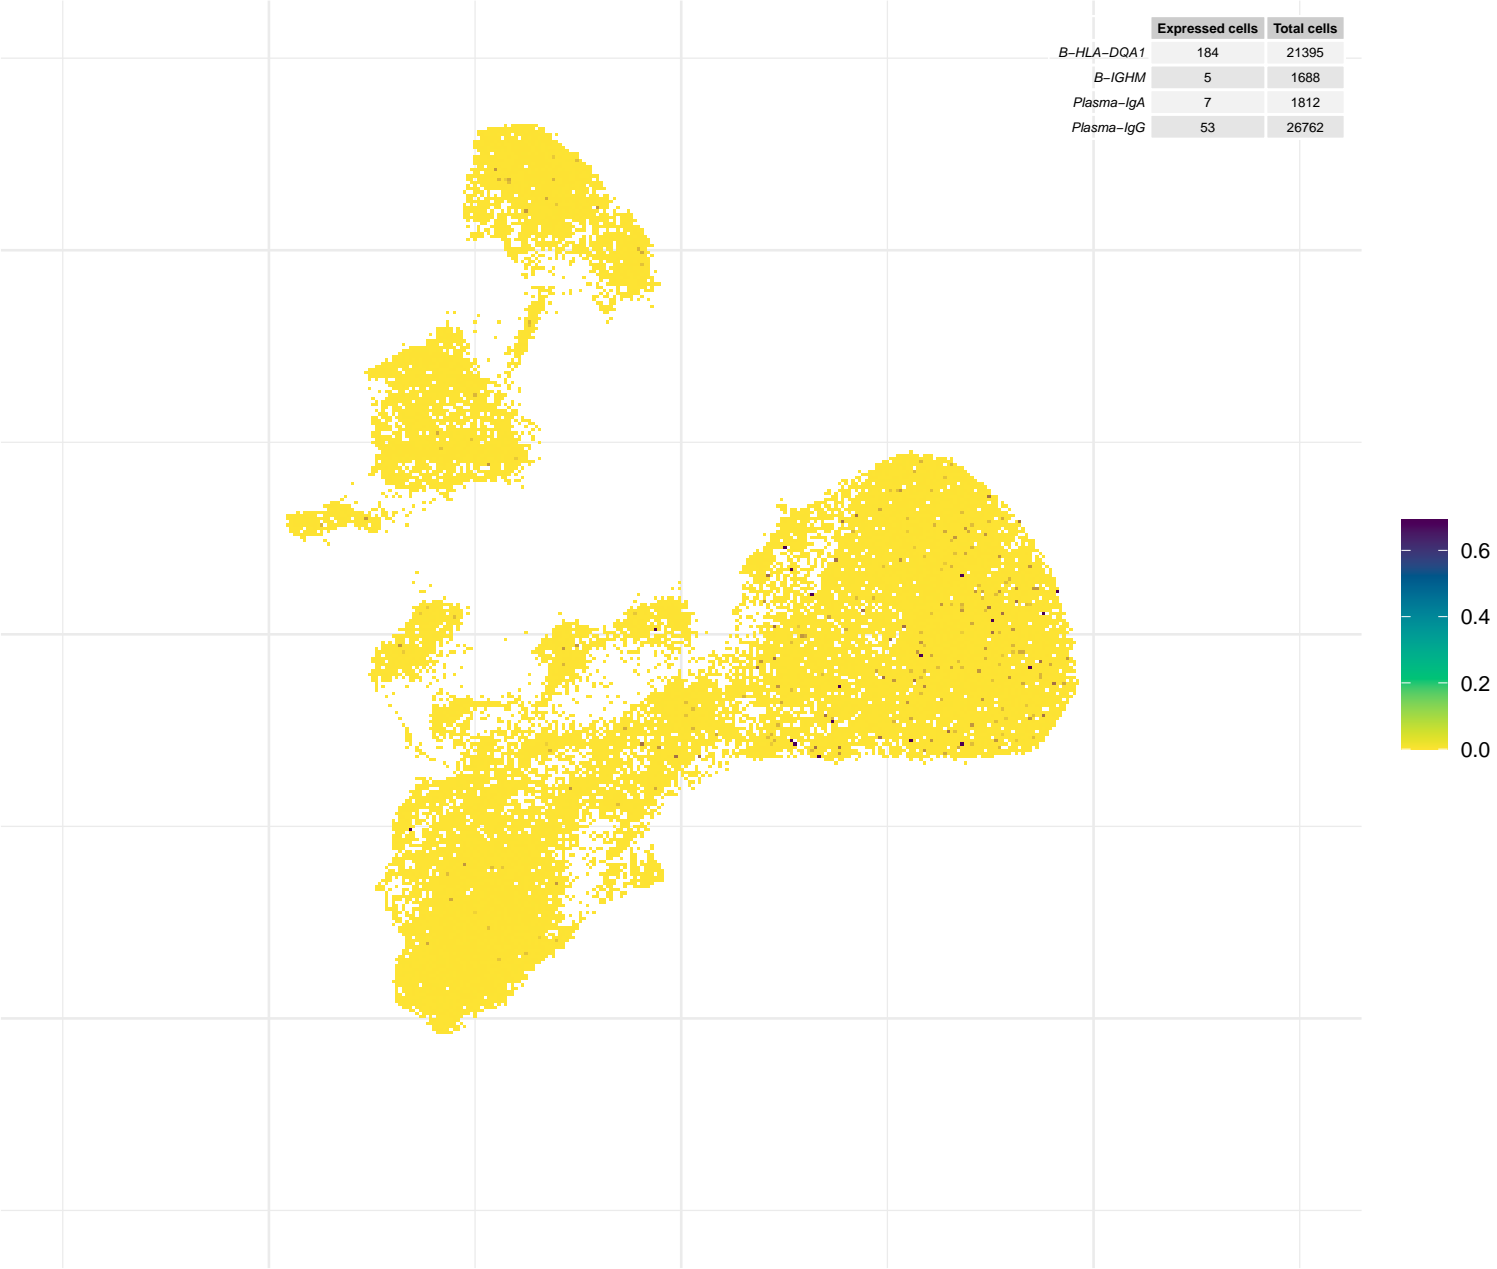 Expressed cells Total cells
B−HLA−DQA1 184 21395
B−IGHM 5 1688
Plasma−IgA 7 1812
Plasma−IgG 53 26762
0.6
0.4
0.2
0.0